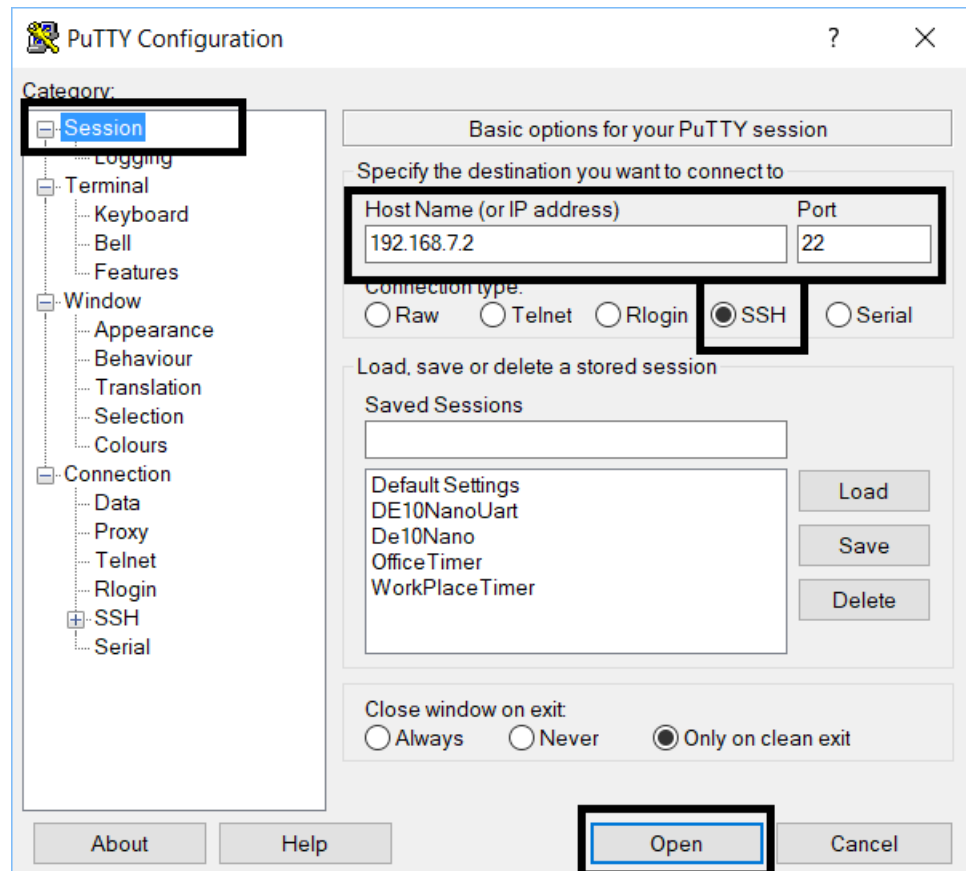 PuTTY Configuration
?
Category:
Session
Logging
Terminal
Keyboard
Bell
Features
Window
Appearance
Behaviour
Translation
Selection
Colours
Connection
Data
Proxy
Telnet
Rlogin
SSH
Serial
Basic options for your PuTTY session
Specify the destination you want to connect to
Host Name (or IP address) Port
192.168.7.2 22
Connection type:
Raw Telnet Rlogin SSH Serial
Load, save or delete a stored session
Saved Sessions
Default Settings
DE10NanoUart
De10Nano
OfficeTimer
WorkPlaceTimer
Load
Save
Delete
Close window on exit:
Always Never Only on clean exit
About Help Open Cancel